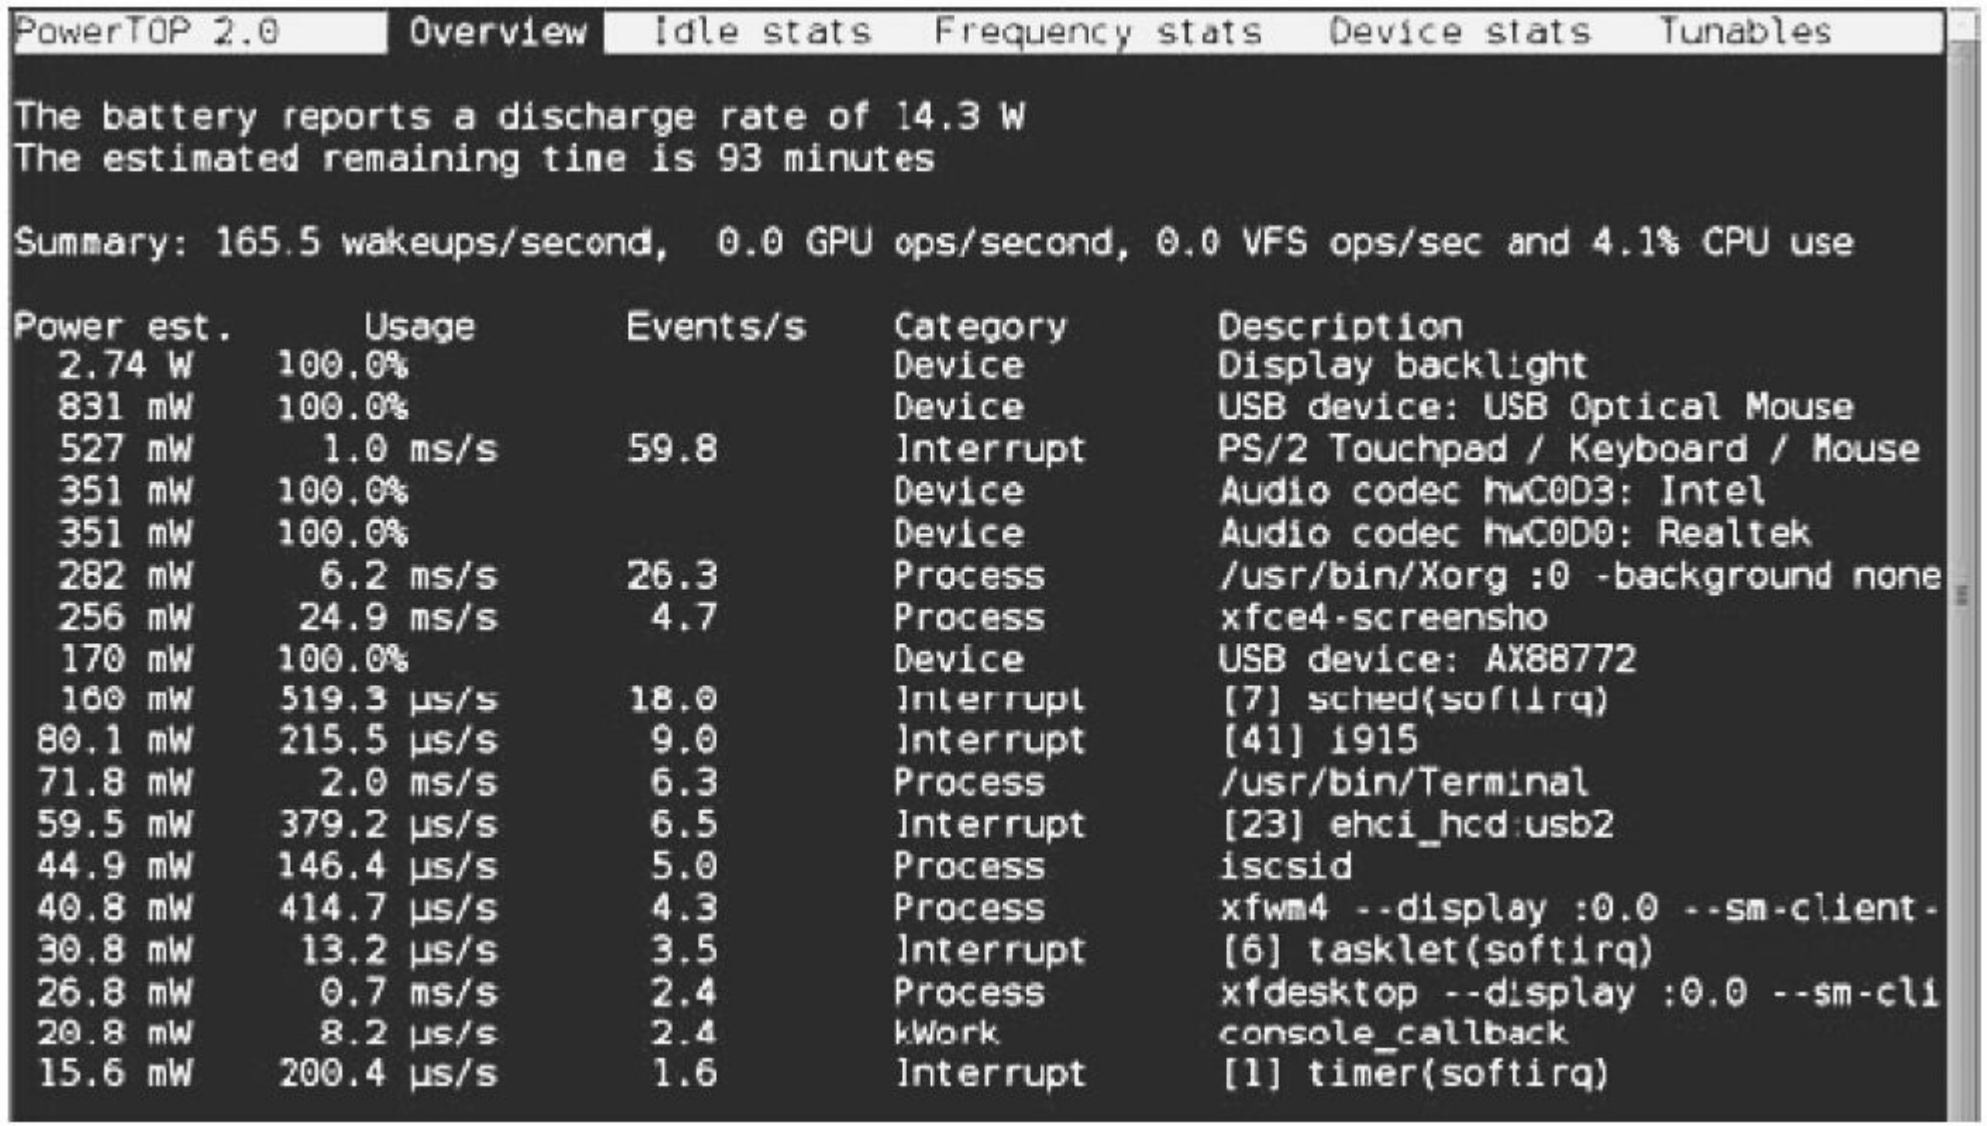 PowerTOP 2.0 Overview Idle stats Frequency stats Device stats Tunables
The battery reports a discharge rate of 14.3 W
The estimated remaining time is 93 minutes
Summary: 165.5 wakeups/second, 0.0 GPU ops/second, 0.0 VFS ops/sec and 4.1% CPU use
Power est. Usage Events/s Category Description
2.74 W 100.0% Device Display backlight
831 mW 100.0% Device USB device: USB Optical Mouse
527 mW 1.0 ms/s 59.8 Interrupt PS/2 Touchpad / Keyboard / Mouse
351 mW 100.0% Device Audio codec hwC0D3: Intel
351 mW 100.0% Device Audio codec hwC0D0: Realtek
282 mW 6.2 ms/s 26.3 Process /usr/bin/Xorg :0 -background none
256 mW 24.9 ms/s 4.7 Process xfce4-screensho
170 mW 100.0% Device USB device: AX88772
160 mW 519.3 µs/s 18.0 Interrupt [7] sched(softirq)
80.1 mW 215.5 µs/s 9.0 Interrupt [41] i915
71.8 mW 2.0 ms/s 6.3 Process /usr/bin/Terminal
59.5 mW 379.2 µs/s 6.5 Interrupt [23] ehci_hcd:usb2
44.9 mW 146.4 µs/s 5.0 Process iscsid
40.8 mW 414.7 µs/s 4.3 Process xfwm4 --display :0.0 --sm-client-
30.8 mW 13.2 µs/s 3.5 Interrupt [6] tasklet(softirq)
26.8 mW 0.7 ms/s 2.4 Process xfdesktop --display :0.0 --sm-cli
20.8 mW 8.2 µs/s 2.4 kWork console_callback
15.6 mW 200.4 µs/s 1.6 Interrupt [1] timer(softirq)